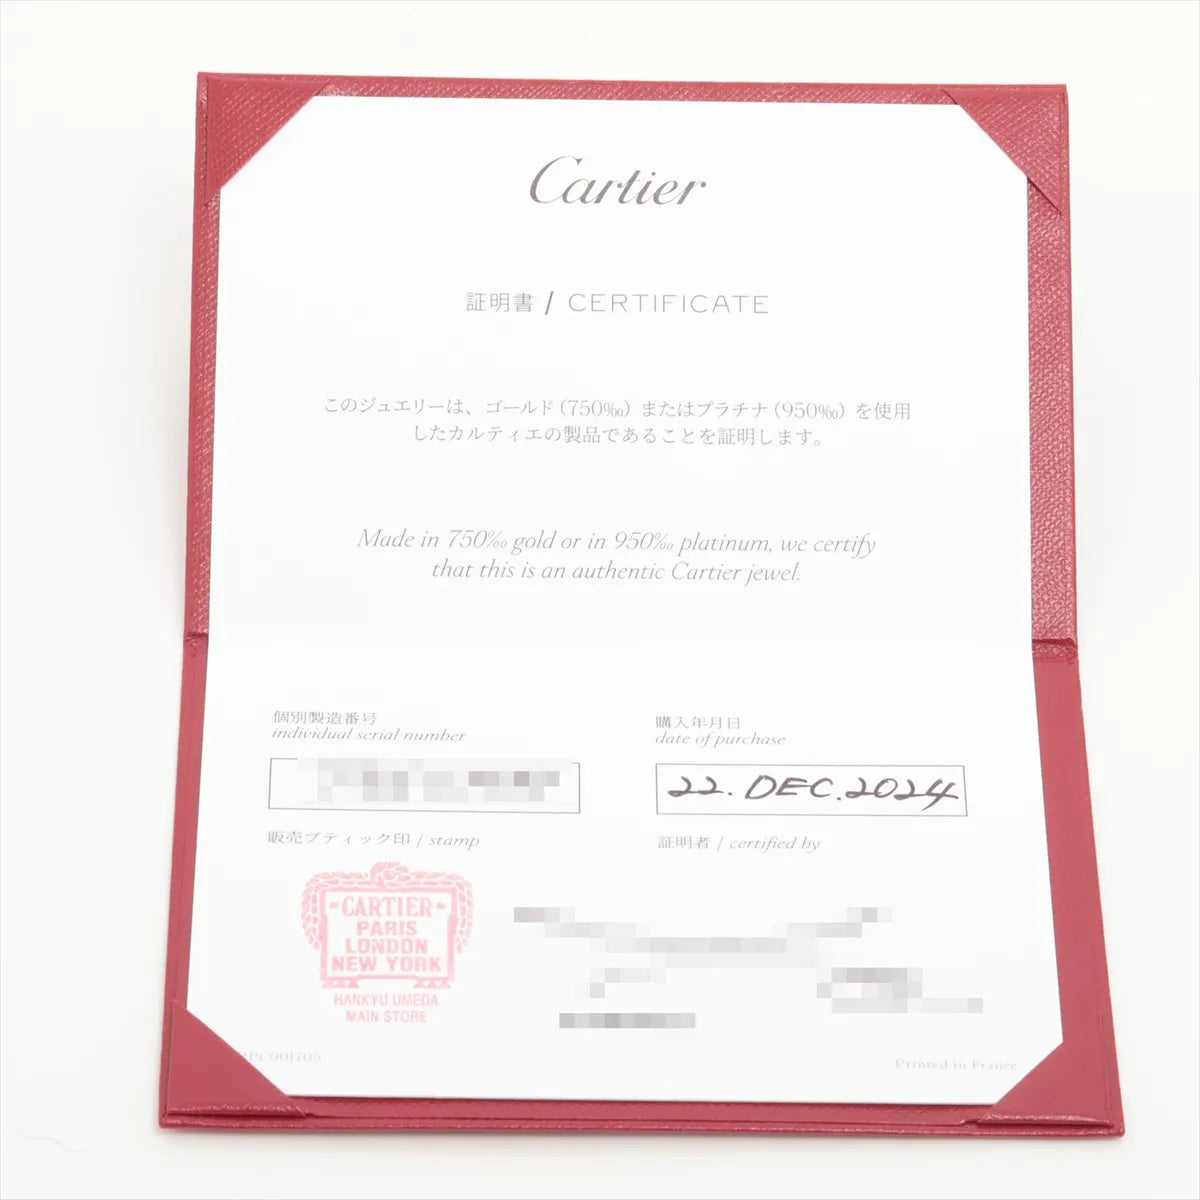 Cartier
証明書 / CERTIFICATE
このジュエリーは、ゴールド（750‰）またはプラチナ（950‰）を使用
したカルティエの製品であることを証明します。
Made in 750‰ gold or in 950‰ platinum, we certify
that this is an authentic Cartier jewel.
個別製造番号
individual serial number
購入年月日
date of purchase
22. DEC. 2024
販売ブティック印 / stamp
証明者 / certified by
CARTIER
PARIS
LONDON
NEW YORK
HANKYU UMEDA
MAIN STORE
Printed in France